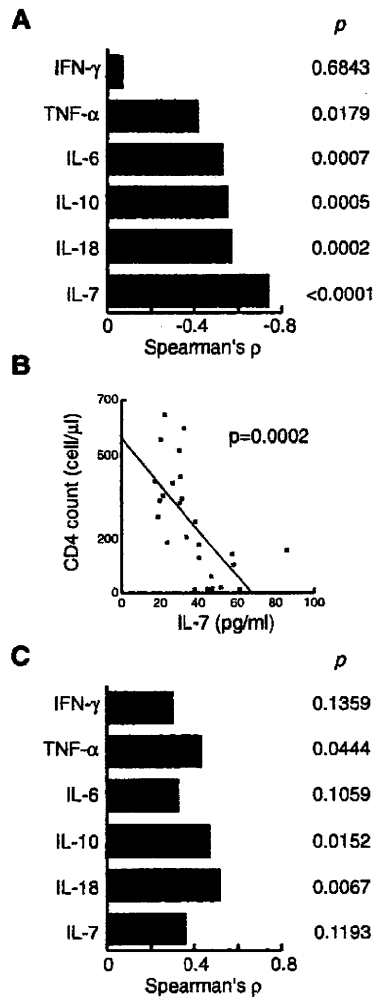 A
p
IFN-γ 0.6843
TNF-α 0.0179
IL-6 0.0007
IL-10 0.0005
IL-18 0.0002
IL-7 <0.0001
0 -0.4 -0.8
Spearman's ρ
B
700
500
200
0
CD4 count (cell/µl)
p=0.0002
0 20 40 60 80 100
IL-7 (pg/ml)
C
p
IFN-γ 0.1359
TNF-α 0.0444
IL-6 0.1059
IL-10 0.0152
IL-18 0.0067
IL-7 0.1193
0 0.4 0.8
Spearman's ρ